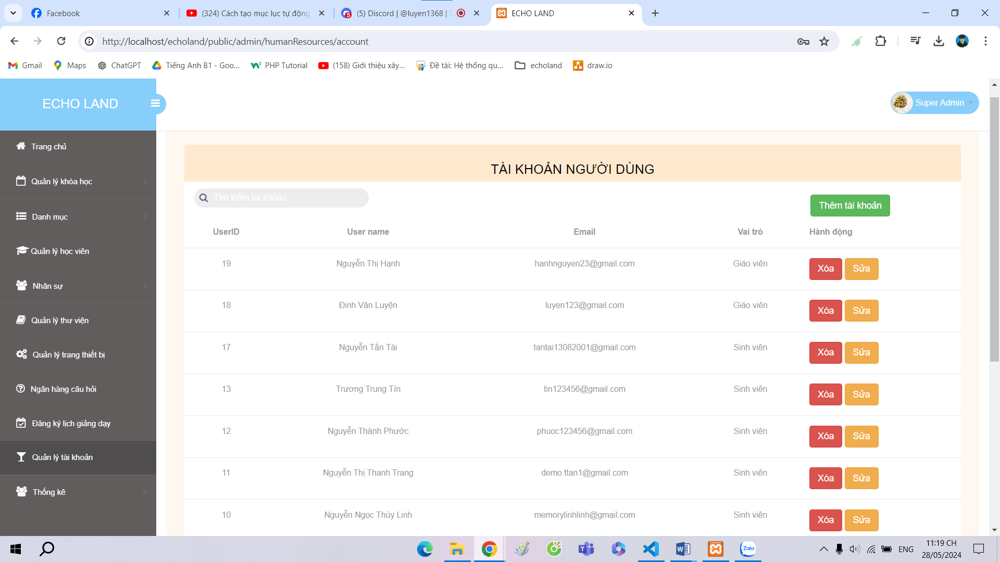 Facebook
(324) Cách tạo mục lục tự động
(5) Discord | @luyen1368 | S
ECHO LAND
http://localhost/echoland/public/admin/humanResources/account
Gmail
Maps
ChatGPT
Tiếng Anh B1 - Goo...
PHP Tutorial
(158) Giới thiệu xây...
Đề tài: Hệ thống qu...
echoland
draw.io
ECHO LAND
Super Admin
Trang chủ
Quản lý khóa học
Danh mục
Quản lý học viên
Nhân sự
Quản lý thư viện
Quản lý trang thiết bị
Ngân hàng câu hỏi
Đăng ký lịch giảng dạy
Quản lý tài khoản
Thống kê
TÀI KHOẢN NGƯỜI DÙNG
Tìm kiếm tài khoản
Thêm tài khoản
UserID User name Email Vai trò Hành động
19 Nguyễn Thị Hạnh hanhnguyen23@gmail.com Giáo viên Xóa Sửa
18 Đinh Văn Luyện luyen123@gmail.com Giáo viên Xóa Sửa
17 Nguyễn Tấn Tài tantai13082001@gmail.com Sinh viên Xóa Sửa
13 Trương Trung Tín tin123456@gmail.com Sinh viên Xóa Sửa
12 Nguyễn Thành Phước phuoc123456@gmail.com Sinh viên Xóa Sửa
11 Nguyễn Thị Thanh Trang demo.ttan1@gmail.com Sinh viên Xóa Sửa
10 Nguyễn Ngọc Thùy Linh memorylinhlinh@gmail.com Sinh viên Xóa Sửa
Zalo
ENG
11:19 CH
28/05/2024